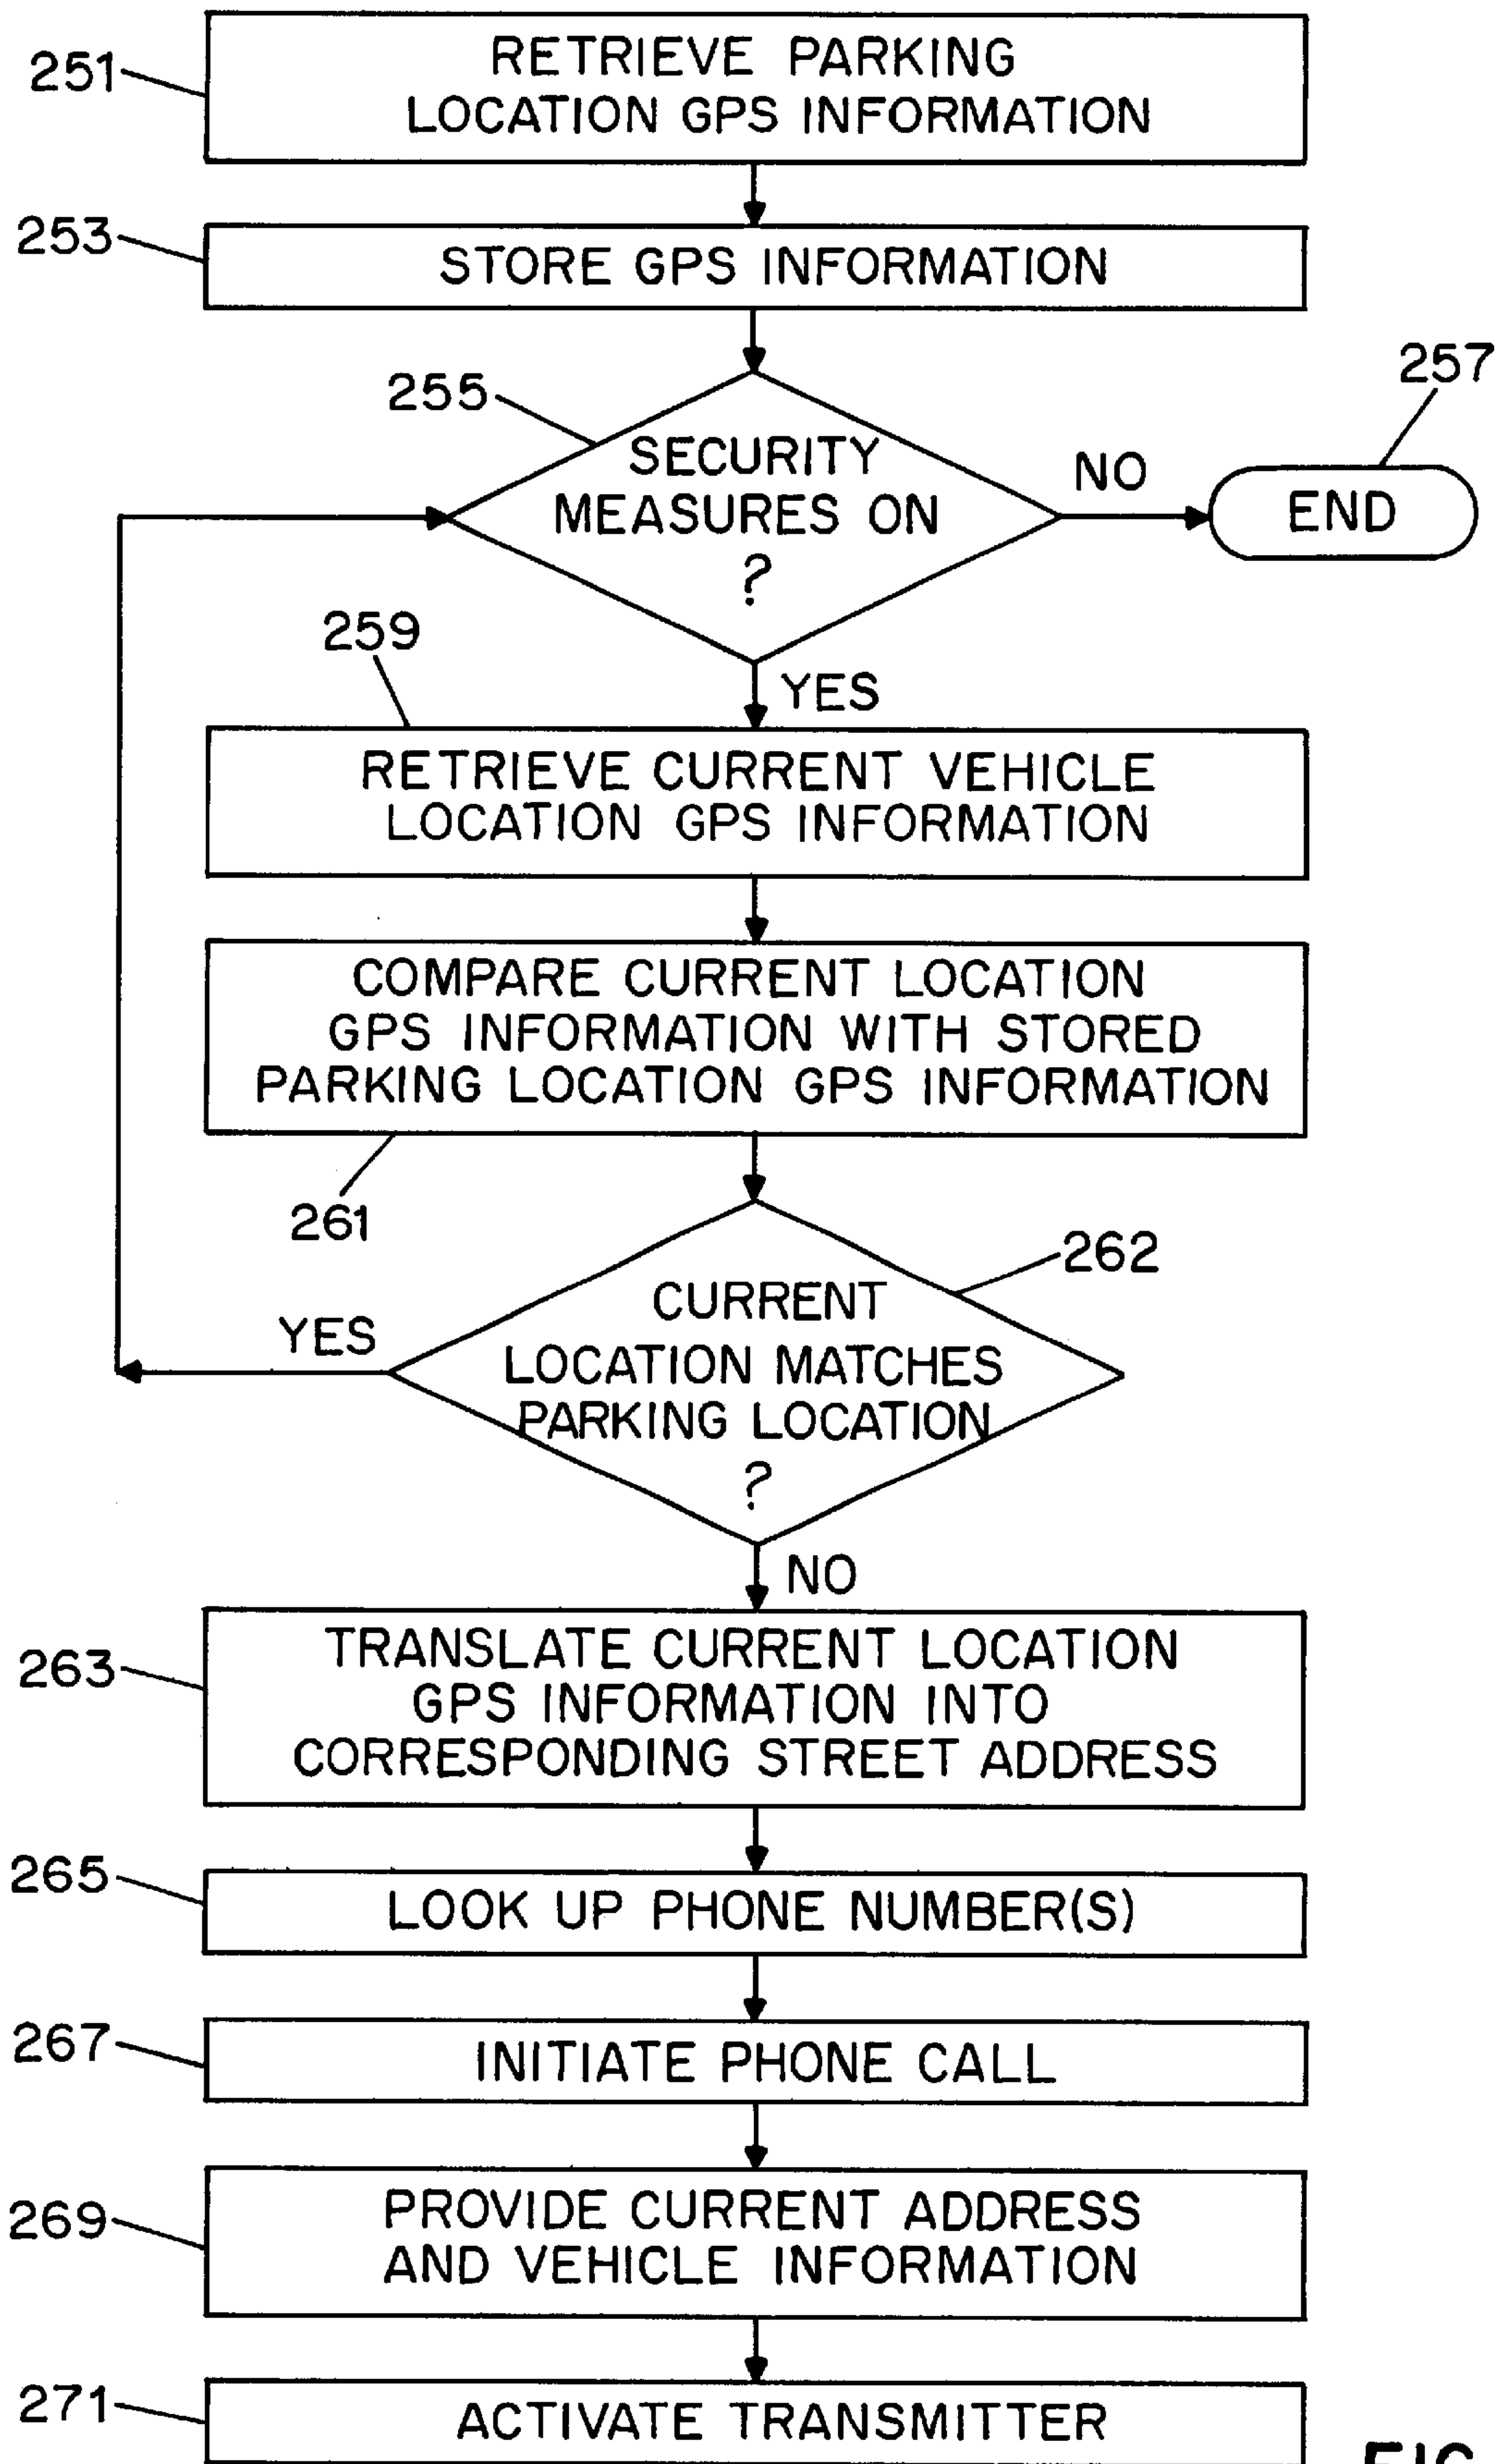 251
RETRIEVE PARKING
LOCATION GPS INFORMATION
253
STORE GPS INFORMATION
255
257
SECURITY
MEASURES ON
?
NO
END
259
YES
RETRIEVE CURRENT VEHICLE
LOCATION GPS INFORMATION
COMPARE CURRENT LOCATION
GPS INFORMATION WITH STORED
PARKING LOCATION GPS INFORMATION
261
262
CURRENT
LOCATION MATCHES
PARKING LOCATION
?
YES
NO
263
TRANSLATE CURRENT LOCATION
GPS INFORMATION INTO
CORRESPONDING STREET ADDRESS
265
LOOK UP PHONE NUMBER(S)
267
INITIATE PHONE CALL
269
PROVIDE CURRENT ADDRESS
AND VEHICLE INFORMATION
271
ACTIVATE TRANSMITTER